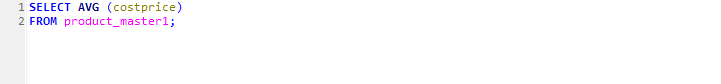 1 SELECT AVG (costprice)
2 FROM product_master1;